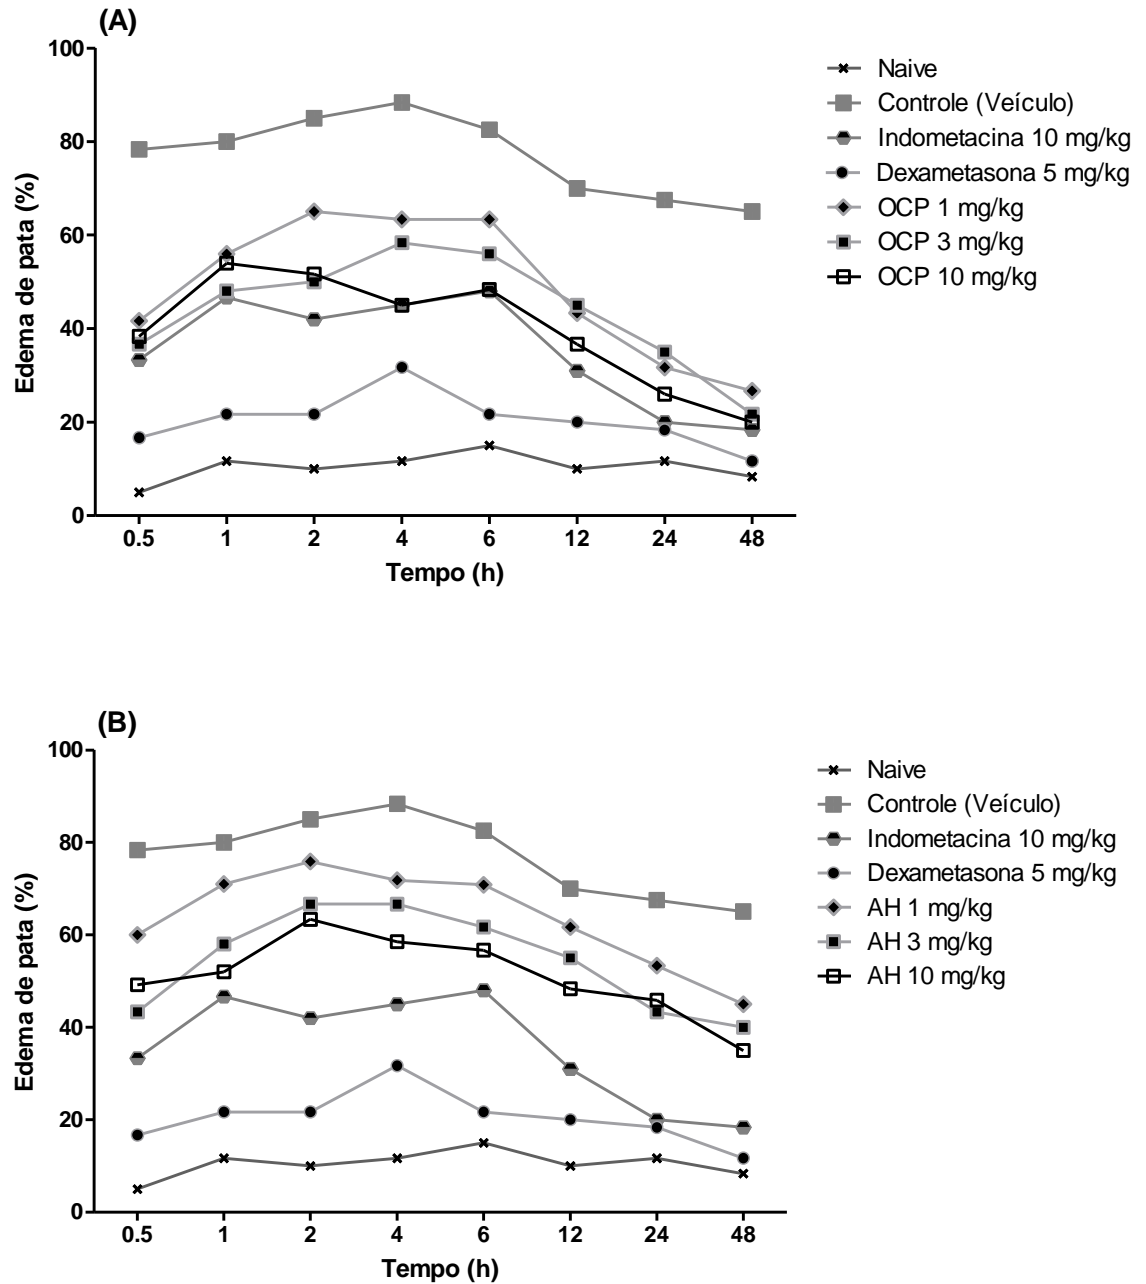 (A)
100
80
60
40
20
0
Edema de pata (%)
0.5 1 2 4 6 12 24 48
Tempo (h)
Naive
Controle (Veículo)
Indometacina 10 mg/kg
Dexametasona 5 mg/kg
OCP 1 mg/kg
OCP 3 mg/kg
OCP 10 mg/kg
(B)
100
80
60
40
20
0
Edema de pata (%)
0.5 1 2 4 6 12 24 48
Tempo (h)
Naive
Controle (Veículo)
Indometacina 10 mg/kg
Dexametasona 5 mg/kg
AH 1 mg/kg
AH 3 mg/kg
AH 10 mg/kg